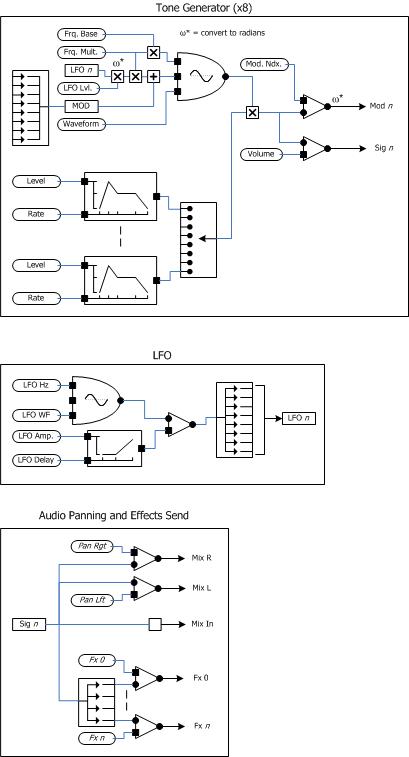 Tone Generator (x8)
Frq. Base
ω* = convert to radians
Frq. Mult.
ω*
LFO n
Mod. Ndx.
LFO Lvl.
ω*
MOD
Mod n
Waveform
Volume
Sig n
Level
Rate
Level
Rate
LFO
LFO Hz
LFO WF
LFO n
LFO Amp.
LFO Delay
Audio Panning and Effects Send
Pan Rgt
Mix R
Mix L
Pan Lft
Sig n
Mix In
Fx 0
Fx 0
Fx n
Fx n